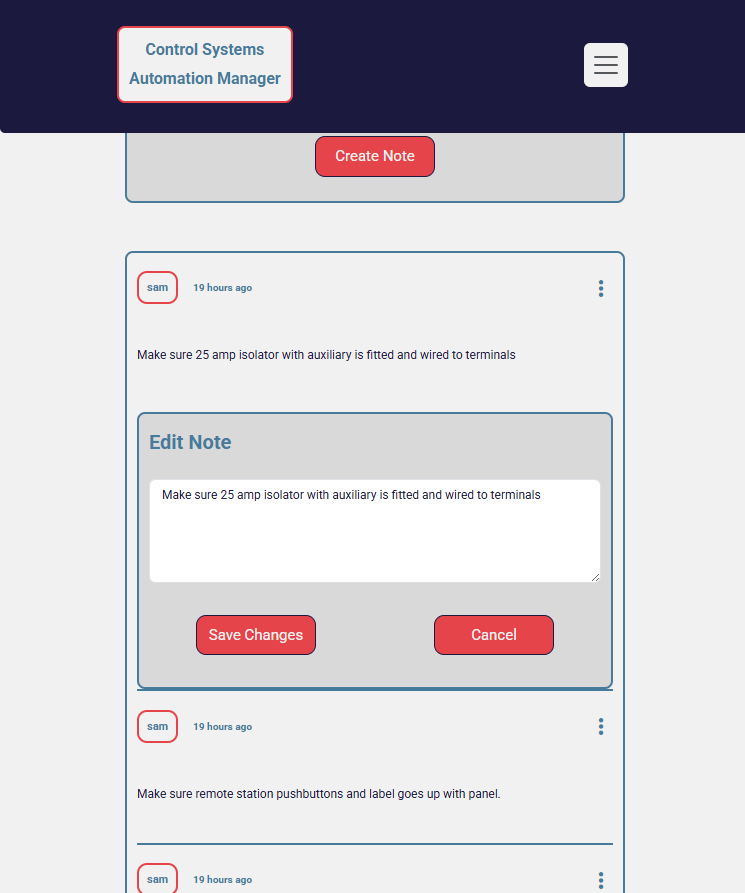 Control Systems
Automation Manager
Create Note
sam 19 hours ago
Make sure 25 amp isolator with auxiliary is fitted and wired to terminals
Edit Note
Make sure 25 amp isolator with auxiliary is fitted and wired to terminals
Save Changes Cancel
sam 19 hours ago
Make sure remote station pushbuttons and label goes up with panel.
sam 19 hours ago